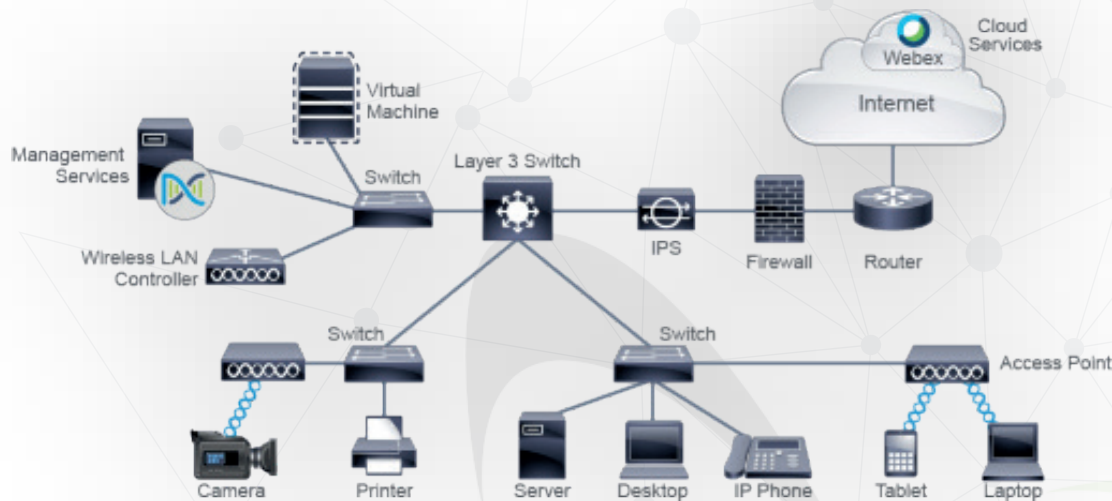 Cloud
Services
Webex
Internet
Virtual
Machine
Management
Services
Switch
Layer 3 Switch
IPS
Firewall
Router
Wireless LAN
Controller
Switch
Switch
Access Point
Camera
Printer
Server
Desktop
IP Phone
Tablet
Laptop